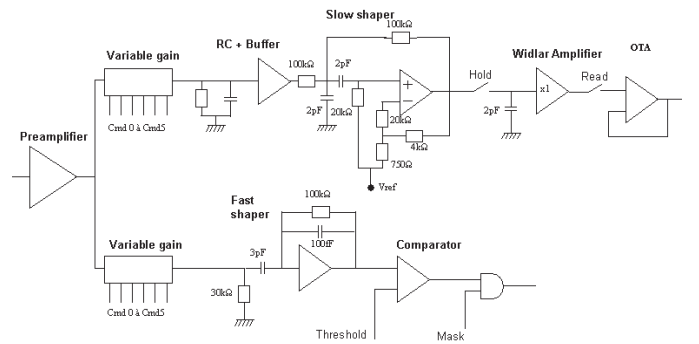 Slow shaper
100kΩ
Variable gain
RC + Buffer
100kΩ
2pF
Hold
Widlar Amplifier
OTA
Read
x1
+
−
2pF
20kΩ
20kΩ
4kΩ
750Ω
2pF
Vref
Cmd 0 à Cmd5
Preamplifier
Fast
shaper
100kΩ
100fF
Variable gain
3pF
Comparator
30kΩ
Cmd 0 à Cmd5
Threshold
Mask